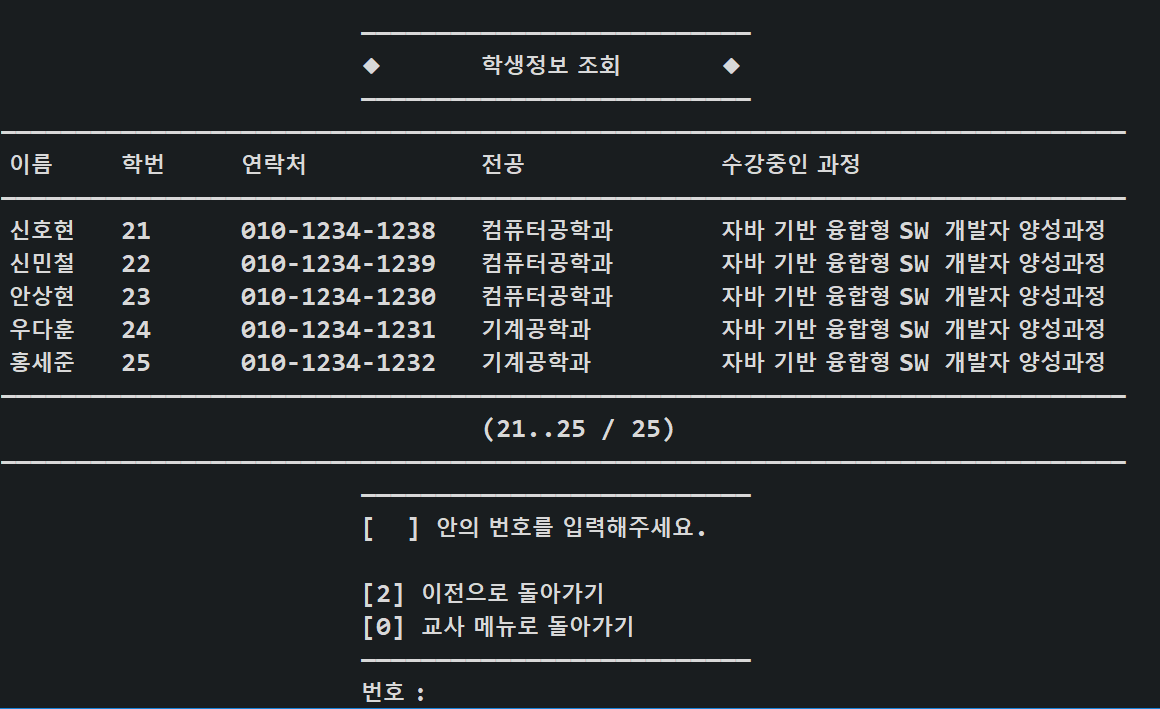 ◆ 학생정보 조회 ◆
이름 학번 연락처 전공 수강중인 과정
신호현 21 010-1234-1238 컴퓨터공학과 자바 기반 융합형 SW 개발자 양성과정
신민철 22 010-1234-1239 컴퓨터공학과 자바 기반 융합형 SW 개발자 양성과정
안상현 23 010-1234-1230 컴퓨터공학과 자바 기반 융합형 SW 개발자 양성과정
우다훈 24 010-1234-1231 기계공학과 자바 기반 융합형 SW 개발자 양성과정
홍세준 25 010-1234-1232 기계공학과 자바 기반 융합형 SW 개발자 양성과정
(21..25 / 25)
[ ] 안의 번호를 입력해주세요.
[2] 이전으로 돌아가기
[0] 교사 메뉴로 돌아가기
번호 :